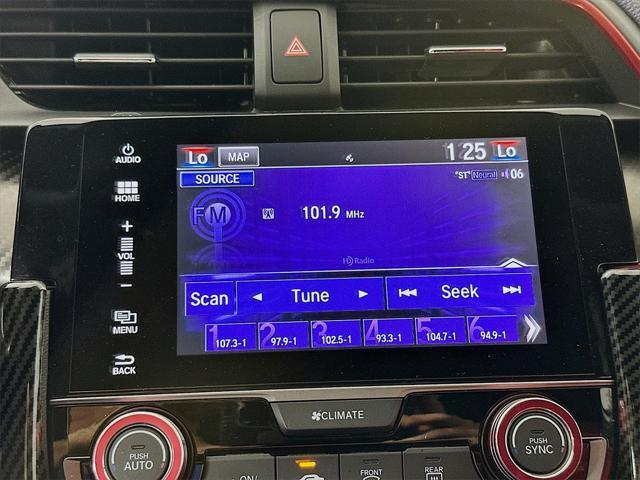 AUDIO
HOME
+
VOL
−
MENU
BACK
Lo MAP 1:25 Lo
SOURCE "ST" Neural 06
FM 101.9 MHz
HD Radio
Scan Tune Seek
1 2 3 4 5 6
107.3-1 97.9-1 102.5-1 93.3-1 104.7-1 94.9-1
CLIMATE
PUSH AUTO
ON/
FRONT
REAR
PUSH SYNC